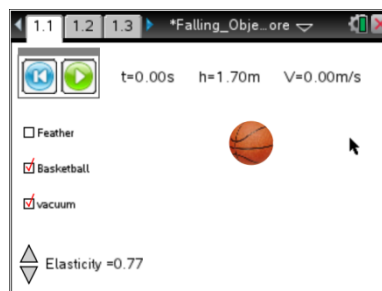 1.1 1.2 1.3 *Falling_Obje…ore
t=0.00s h=1.70m V=0.00m/s
Feather
Basketball
vacuum
Elasticity =0.77